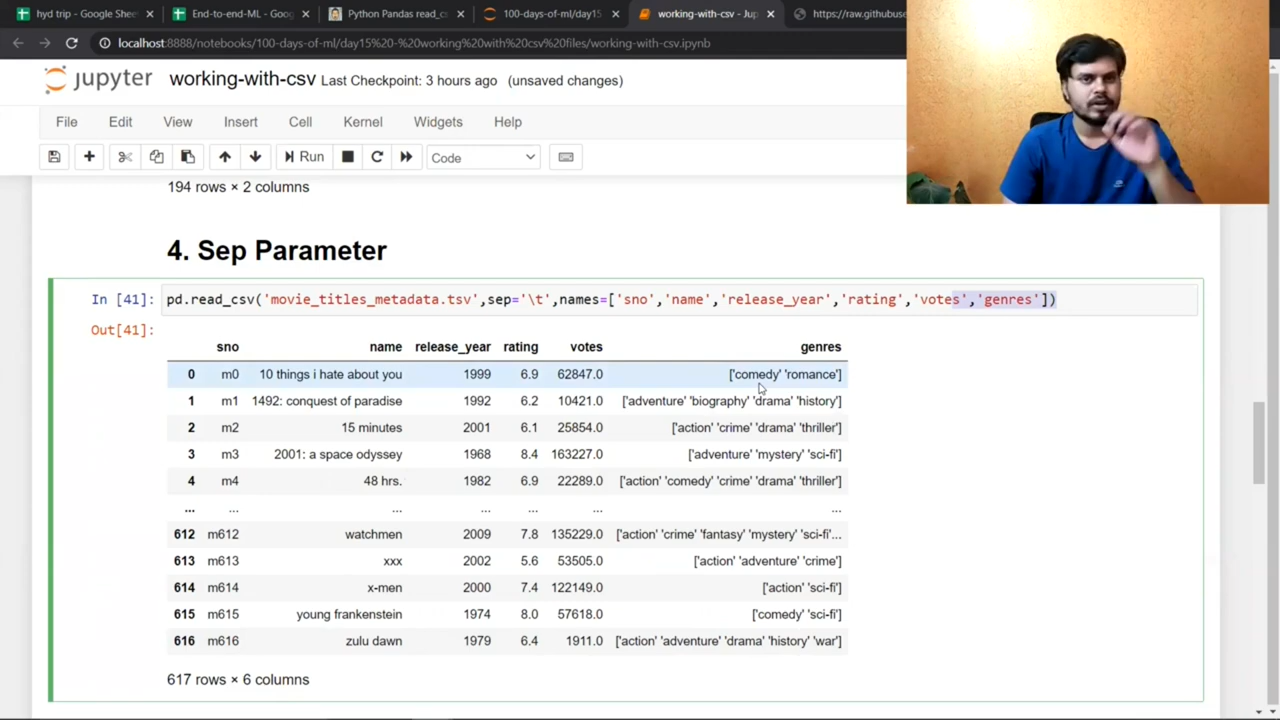 hyd trip - Google Shee
End-to-end-ML - Goog
Python Pandas read_cs
100-days-of-ml/day15
working-with-csv - Jup
https://raw.githubuse
localhost:8888/notebooks/100-days-of-ml/day15%20-%20working%20with%20csv%20files/working-with-csv.ipynb
jupyter working-with-csv Last Checkpoint: 3 hours ago (unsaved changes)
File Edit View Insert Cell Kernel Widgets Help
Run Code
194 rows × 2 columns
4. Sep Parameter
In [41]: pd.read_csv('movie_titles_metadata.tsv',sep='\t',names=['sno','name','release_year','rating','votes','genres'])
Out[41]:
sno name release_year rating votes genres
0 m0 10 things i hate about you 1999 6.9 62847.0 ['comedy' 'romance']
1 m1 1492: conquest of paradise 1992 6.2 10421.0 ['adventure' 'biography' 'drama' 'history']
2 m2 15 minutes 2001 6.1 25854.0 ['action' 'crime' 'drama' 'thriller']
3 m3 2001: a space odyssey 1968 8.4 163227.0 ['adventure' 'mystery' 'sci-fi']
4 m4 48 hrs. 1982 6.9 22289.0 ['action' 'comedy' 'crime' 'drama' 'thriller']
... ... ... ... ... ... ...
612 m612 watchmen 2009 7.8 135229.0 ['action' 'crime' 'fantasy' 'mystery' 'sci-fi'...
613 m613 xxx 2002 5.6 53505.0 ['action' 'adventure' 'crime']
614 m614 x-men 2000 7.4 122149.0 ['action' 'sci-fi']
615 m615 young frankenstein 1974 8.0 57618.0 ['comedy' 'sci-fi']
616 m616 zulu dawn 1979 6.4 1911.0 ['action' 'adventure' 'drama' 'history' 'war']
617 rows × 6 columns